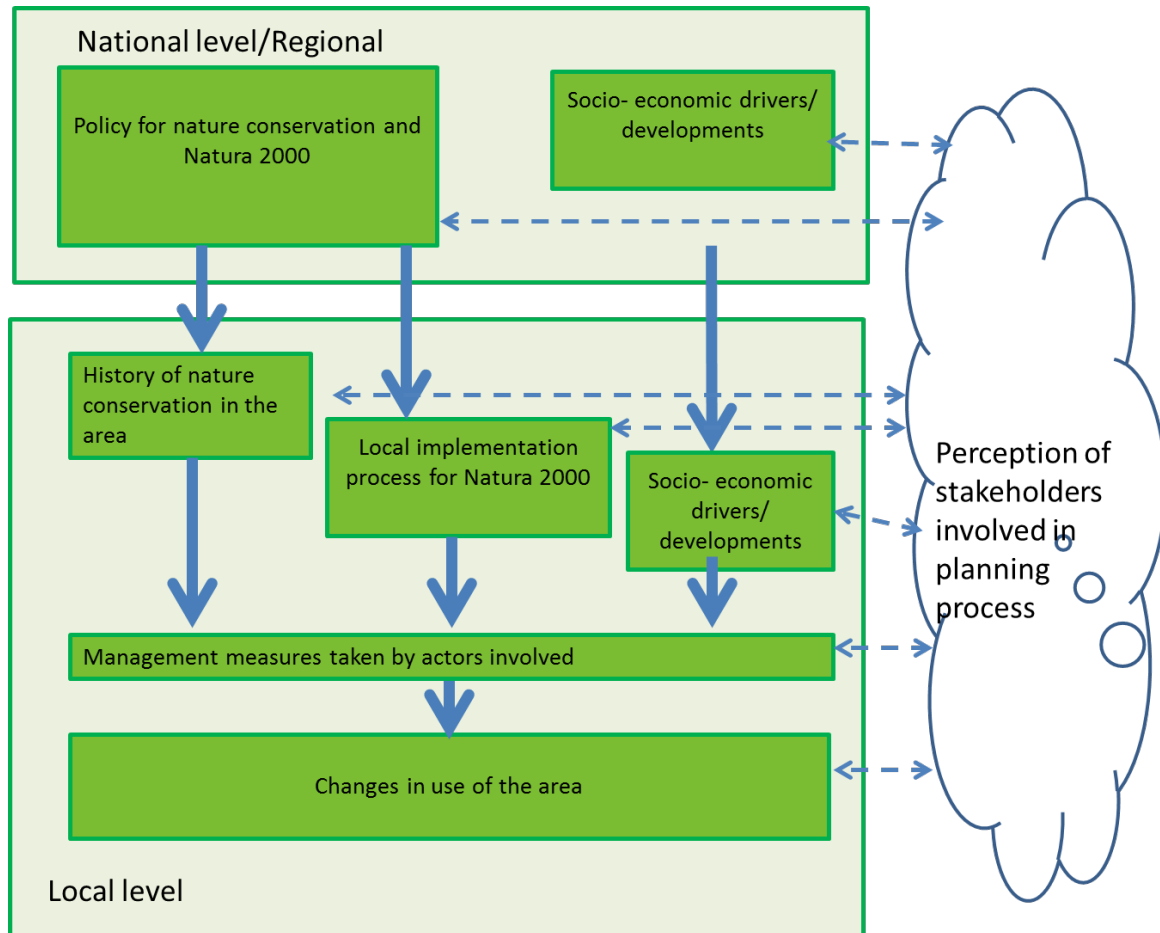 National level/Regional
Policy for nature conservation and
Natura 2000
Socio- economic drivers/
developments
History of nature
conservation in the
area
Local implementation
process for Natura 2000
Socio- economic
drivers/
developments
Management measures taken by actors involved
Changes in use of the area
Local level
Perception of
stakeholders
involved in
planning
process